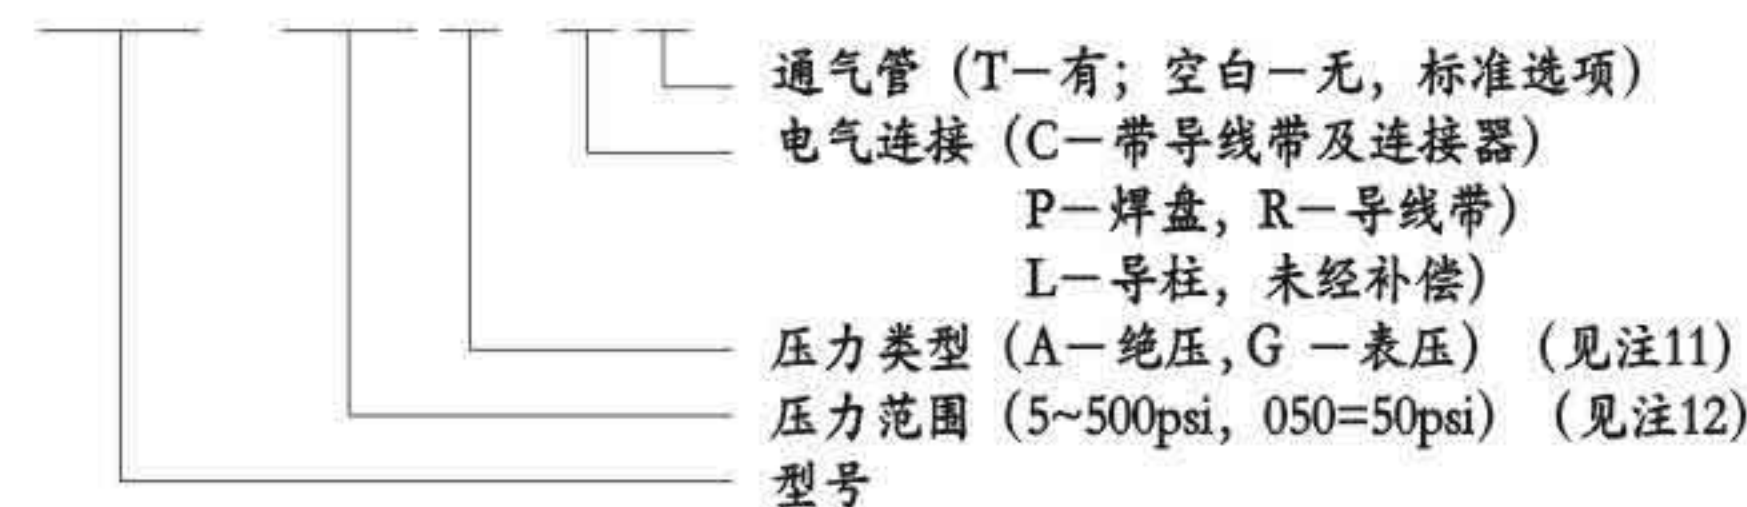 通气管（T－有；空白－无，标准选项）
电气连接（C－带导线带及连接器）
P－焊盘，R－导线带）
L－导柱，未经补偿）
压力类型（A－绝压,G －表压）（见注11）
压力范围（5~500psi，050=50psi）（见注12）
型号